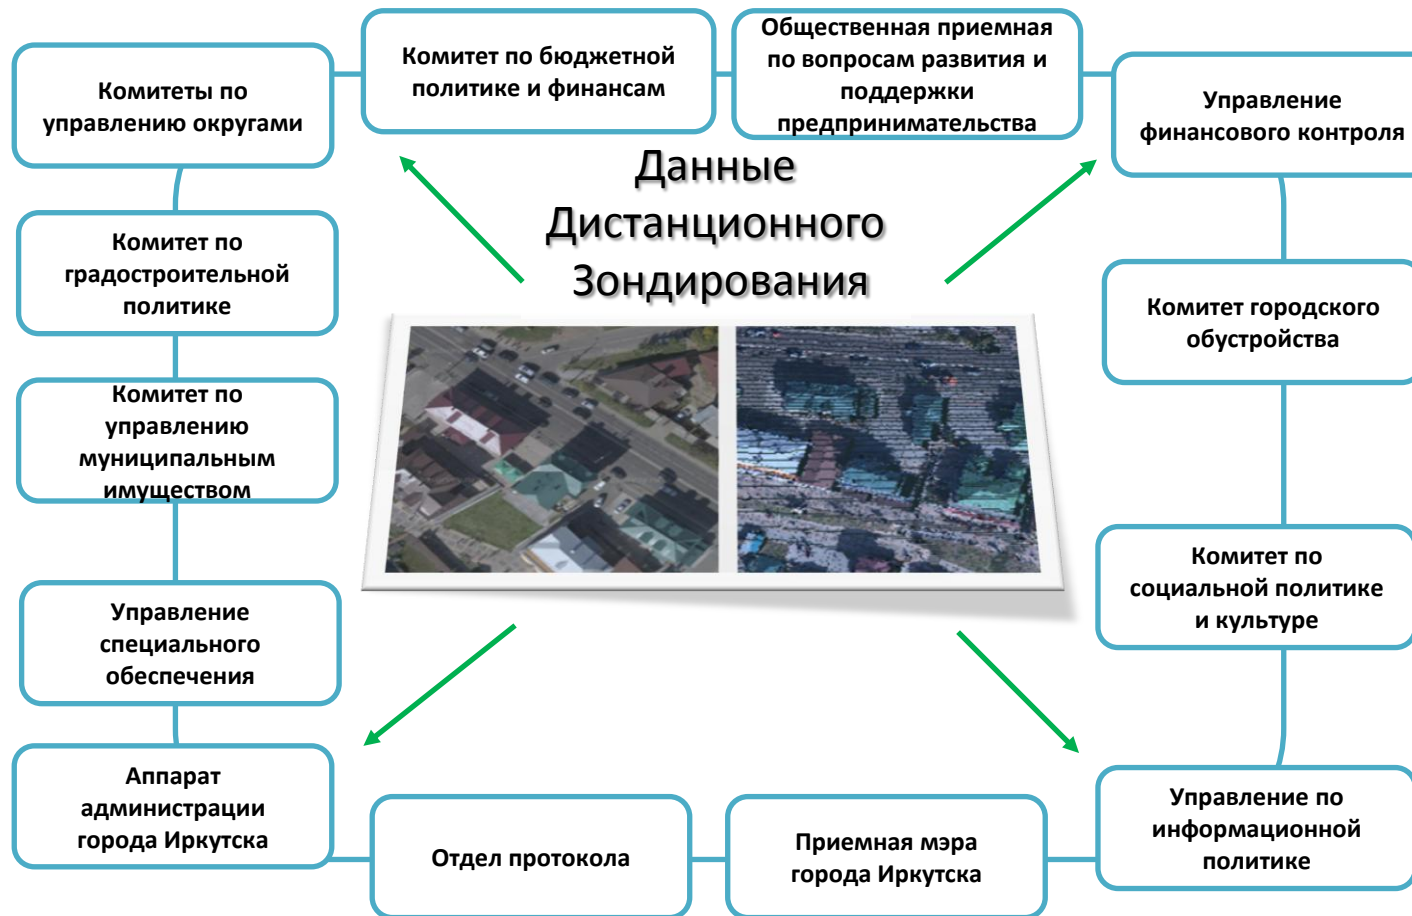 Комитеты по
управлению округами
Комитет по бюджетной
политике и финансам
Общественная приемная
по вопросам развития и
поддержки
предпринимательства
Управление
финансового контроля
Данные
Дистанционного
Зондирования
Комитет по
градостроительной
политике
Комитет городского
обустройства
Комитет по
управлению
муниципальным
имуществом
Комитет по
социальной политике
и культуре
Управление
специального
обеспечения
Аппарат
администрации
города Иркутска
Отдел протокола
Приемная мэра
города Иркутска
Управление по
информационной
политике